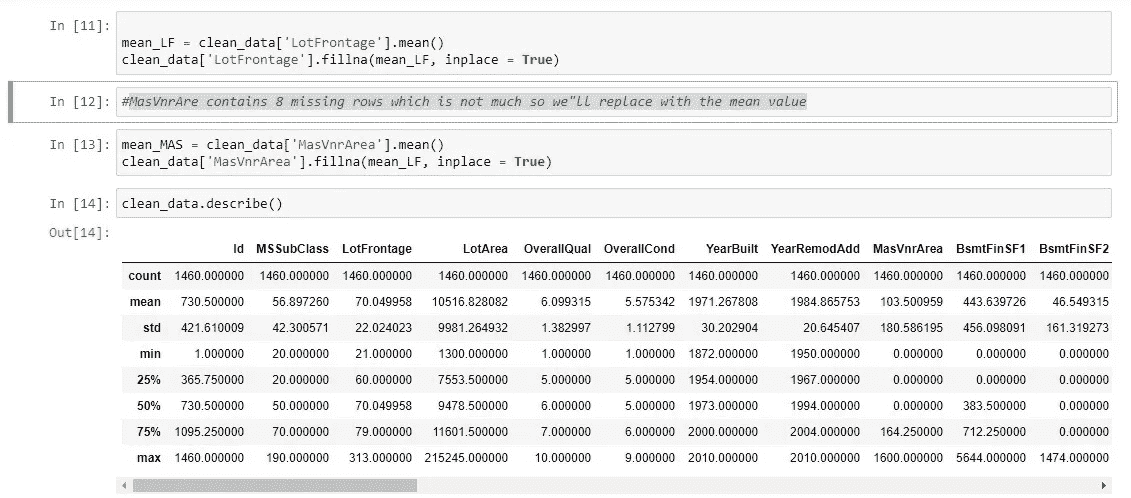 In [11]:
mean_LF = clean_data['LotFrontage'].mean()
clean_data['LotFrontage'].fillna(mean_LF, inplace = True)
In [12]: #MasVnrAre contains 8 missing rows which is not much so we"ll replace with the mean value
In [13]: mean_MAS = clean_data['MasVnrArea'].mean()
clean_data['MasVnrArea'].fillna(mean_LF, inplace = True)
In [14]: clean_data.describe()
Out[14]:
Id MSSubClass LotFrontage LotArea OverallQual OverallCond YearBuilt YearRemodAdd MasVnrArea BsmtFinSF1 BsmtFinSF2
count 1460.000000 1460.000000 1460.000000 1460.000000 1460.000000 1460.000000 1460.000000 1460.000000 1460.000000 1460.000000 1460.000000
mean 730.500000 56.897260 70.049958 10516.828082 6.099315 5.575342 1971.267808 1984.865753 103.500959 443.639726 46.549315
std 421.610009 42.300571 22.024023 9981.264932 1.382997 1.112799 30.202904 20.645407 180.586195 456.098091 161.319273
min 1.000000 20.000000 21.000000 1300.000000 1.000000 1.000000 1872.000000 1950.000000 0.000000 0.000000 0.000000
25% 365.750000 20.000000 60.000000 7553.500000 5.000000 5.000000 1954.000000 1967.000000 0.000000 0.000000 0.000000
50% 730.500000 50.000000 70.049958 9478.500000 6.000000 5.000000 1973.000000 1994.000000 0.000000 383.500000 0.000000
75% 1095.250000 70.000000 79.000000 11601.500000 7.000000 6.000000 2000.000000 2004.000000 164.250000 712.250000 0.000000
max 1460.000000 190.000000 313.000000 215245.000000 10.000000 9.000000 2010.000000 2010.000000 1600.000000 5644.000000 1474.000000